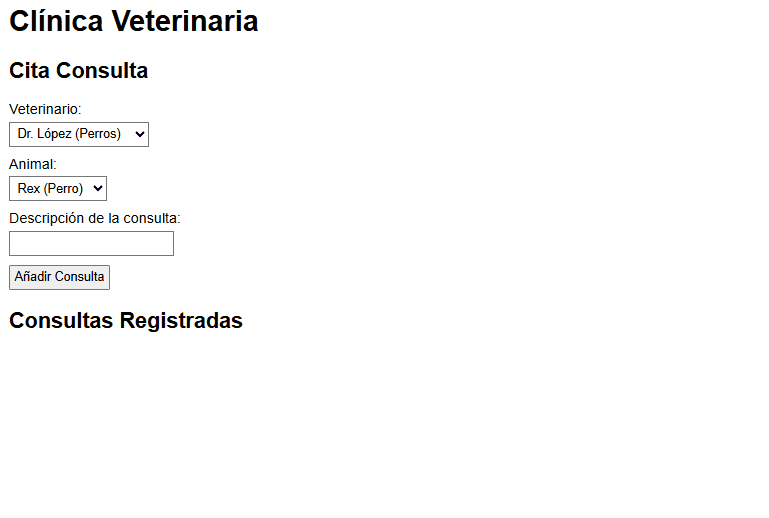 Clínica Veterinaria
Cita Consulta
Veterinario:
Dr. López (Perros)
Animal:
Rex (Perro)
Descripción de la consulta:
Añadir Consulta
Consultas Registradas